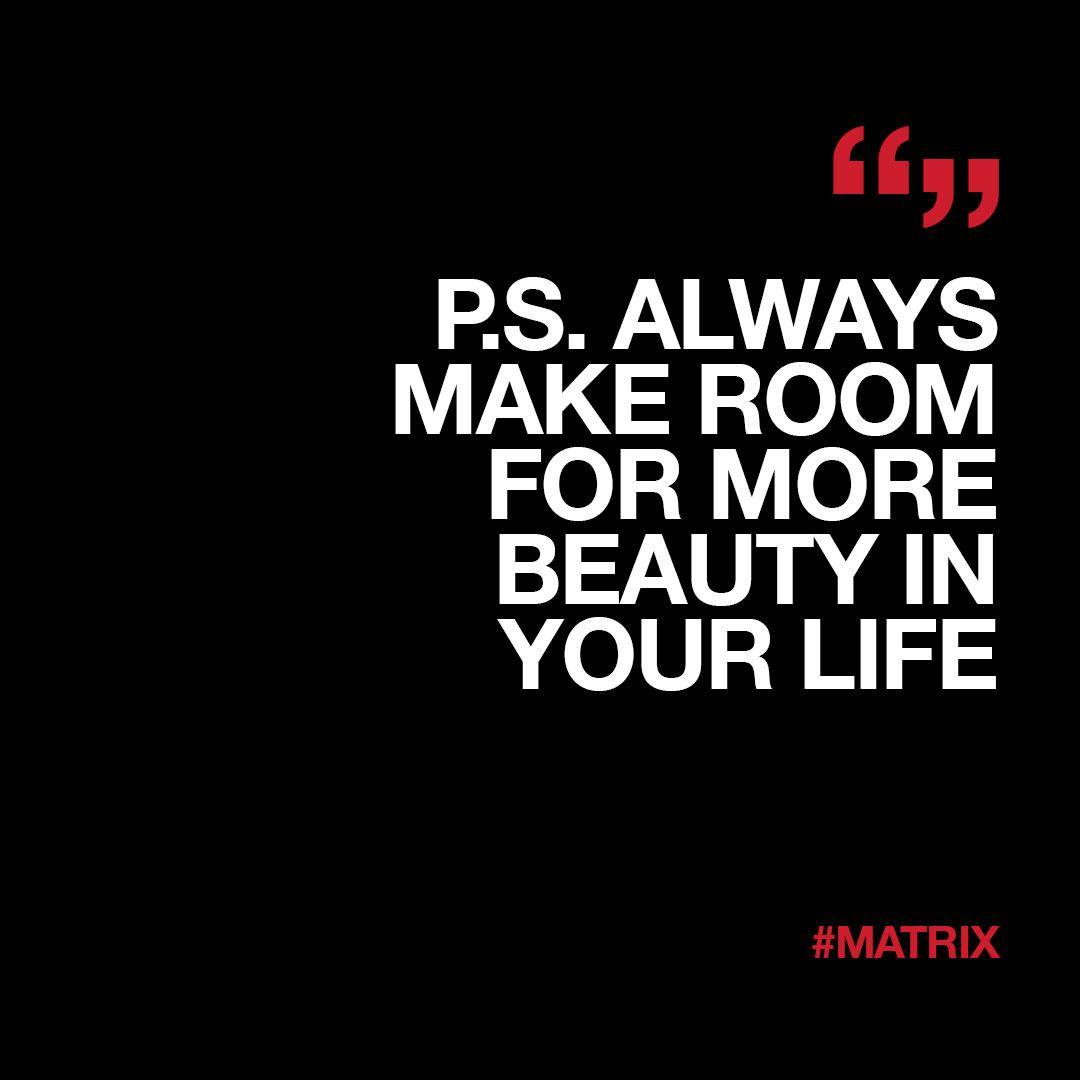 “„
P.S. ALWAYS
MAKE ROOM
FOR MORE
BEAUTY IN
YOUR LIFE
#MATRIX